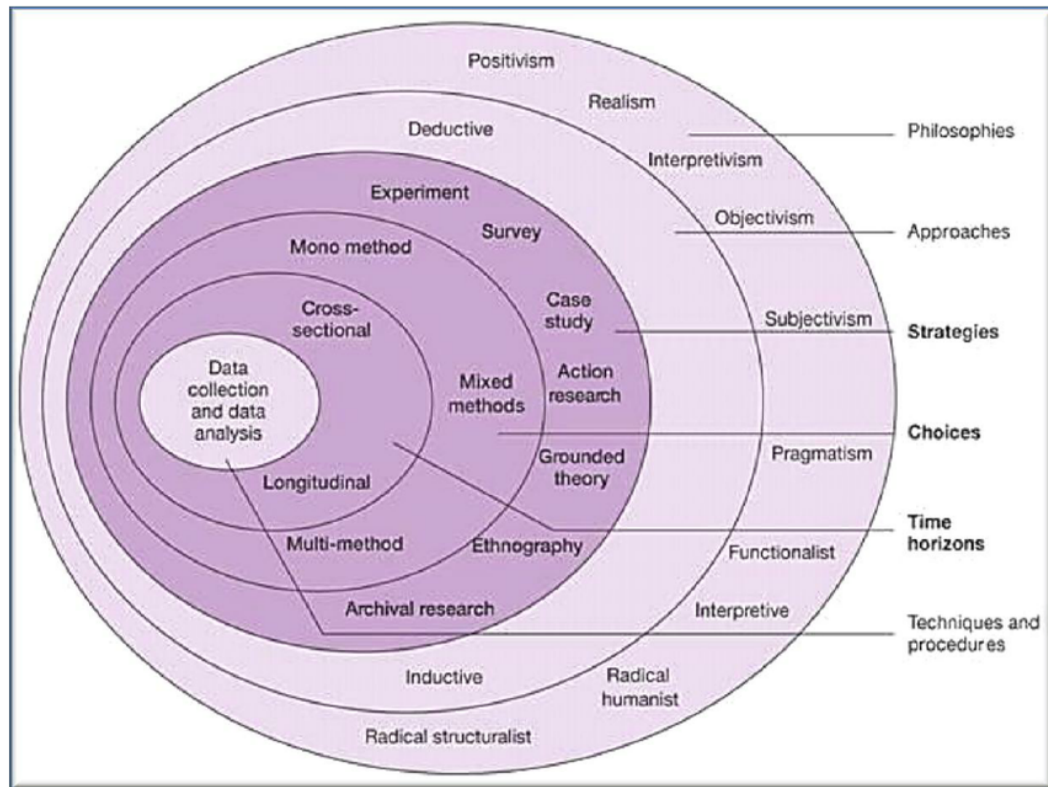 Positivism
Realism
Philosophies
Deductive
Interpretivism
Experiment
Objectivism
Approaches
Survey
Mono method
Case
study
Cross-
sectional
Subjectivism
Strategies
Data
collection
and data
analysis
Mixed
methods
Action
research
Choices
Pragmatism
Grounded
theory
Longitudinal
Time
horizons
Multi-method
Ethnography
Functionalist
Archival research
Interpretive
Techniques and
procedures
Inductive
Radical
humanist
Radical structuralist